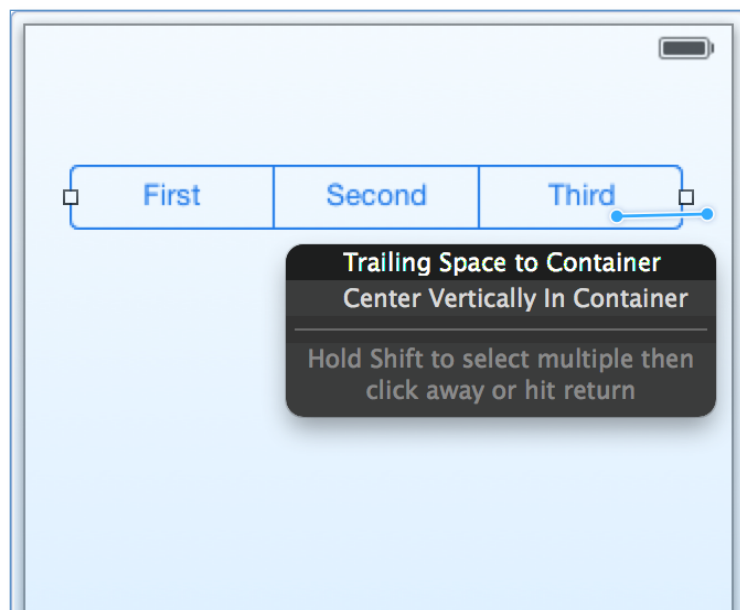 First Second Third
Trailing Space to Container
Center Vertically In Container
Hold Shift to select multiple then
click away or hit return